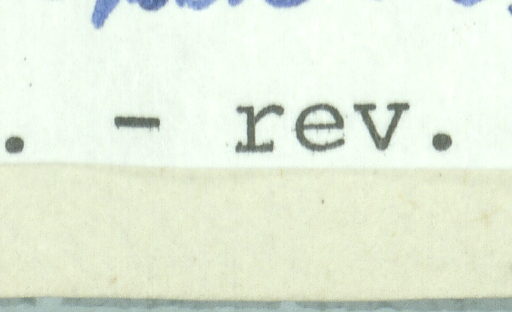 . - rev.